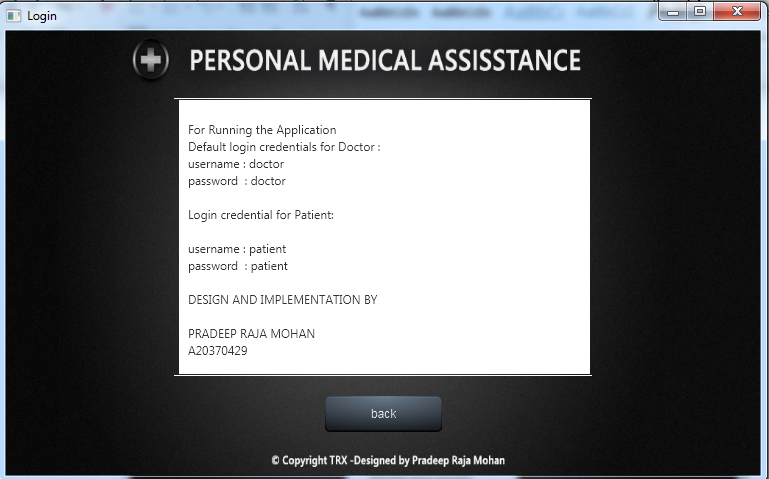 Login
PERSONAL MEDICAL ASSISSTANCE
For Running the Application
Default login credentials for Doctor :
username : doctor
password : doctor
Login credential for Patient:
username : patient
password : patient
DESIGN AND IMPLEMENTATION BY
PRADEEP RAJA MOHAN
A20370429
back
© Copyright TRX -Designed by Pradeep Raja Mohan